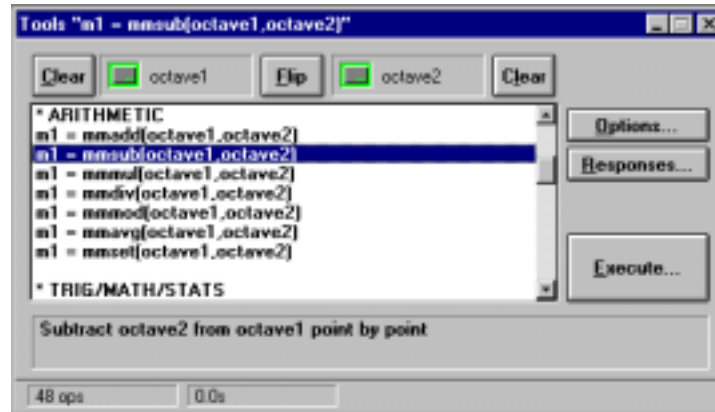 Tools "m1 = mmsub(octave1,octave2)"
Clear octave1 Flip octave2 Clear
* ARITHMETIC
m1 = mmadd(octave1,octave2)
m1 = mmsub(octave1,octave2)
m1 = mmmul(octave1,octave2)
m1 = mmdiv(octave1,octave2)
m1 = mmmod(octave1,octave2)
m1 = mmavg(octave1,octave2)
m1 = mmset(octave1,octave2)
* TRIG/MATH/STATS
Options...
Responses...
Execute...
Subtract octave2 from octave1 point by point
48 ops 0.0s